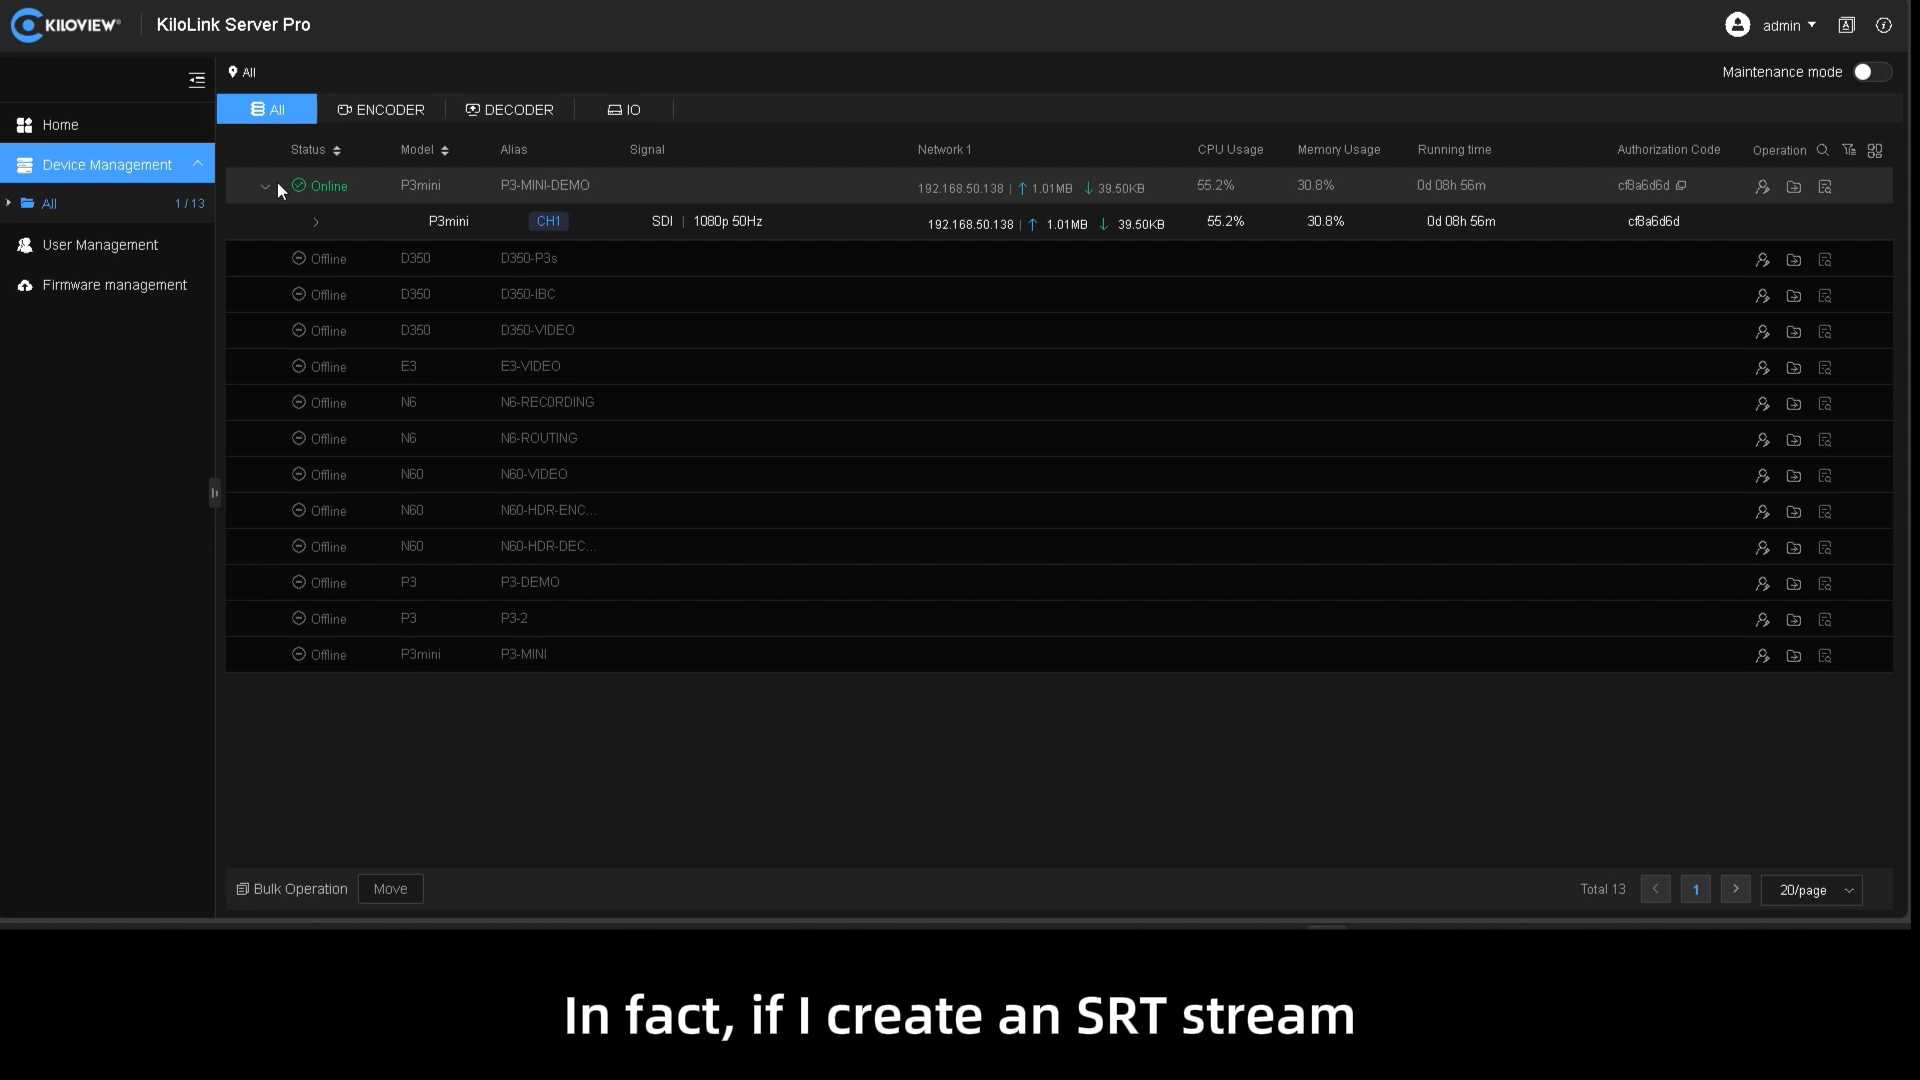 KILOVIEW® KiloLink Server Pro admin
All Maintenance mode
All ENCODER DECODER IO
Home
Device Management
All 1 / 13
User Management
Firmware management
Status Model Alias Signal Network 1 CPU Usage Memory Usage Running time Authorization Code Operation
Online P3mini P3-MINI-DEMO 192.168.50.138 | ↑ 1.01MB ↓ 39.50KB 55.2% 30.8% 0d 08h 56m cf8a6d6d
P3mini CH1 SDI | 1080p 50Hz 192.168.50.138 | ↑ 1.01MB ↓ 39.50KB 55.2% 30.8% 0d 08h 56m cf8a6d6d
Offline D350 D350-P3s
Offline D350 D350-IBC
Offline D350 D350-VIDEO
Offline E3 E3-VIDEO
Offline N6 N6-RECORDING
Offline N6 N6-ROUTING
Offline N60 N60-VIDEO
Offline N60 N60-HDR-ENC...
Offline N60 N60-HDR-DEC...
Offline P3 P3-DEMO
Offline P3 P3-2
Offline P3mini P3-MINI
Bulk Operation Move Total 13 < 1 > 20/page
In fact, if I create an SRT stream